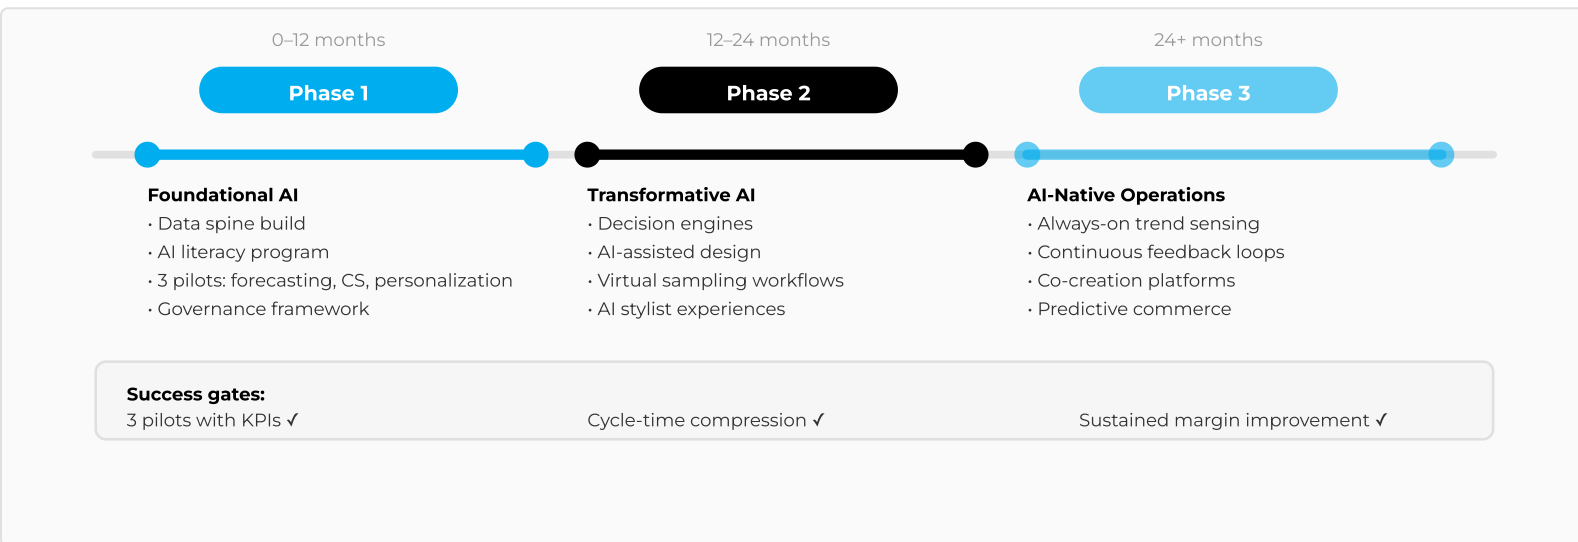 0–12 months
12–24 months
24+ months
Phase 1
Phase 2
Phase 3
Foundational AI
• Data spine build
• AI literacy program
• 3 pilots: forecasting, CS, personalization
• Governance framework
Transformative AI
• Decision engines
• AI-assisted design
• Virtual sampling workflows
• AI stylist experiences
AI-Native Operations
• Always-on trend sensing
• Continuous feedback loops
• Co-creation platforms
• Predictive commerce
Success gates:
3 pilots with KPIs ✓
Cycle-time compression ✓
Sustained margin improvement ✓